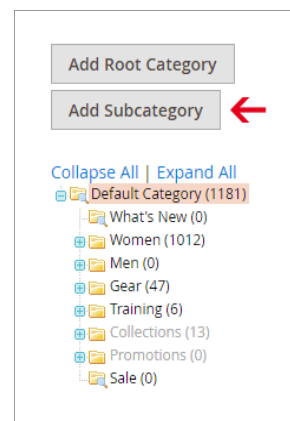 Add Root Category
Add Subcategory
Collapse All | Expand All
Default Category (1181)
What's New (0)
Women (1012)
Men (0)
Gear (47)
Training (6)
Collections (13)
Promotions (0)
Sale (0)